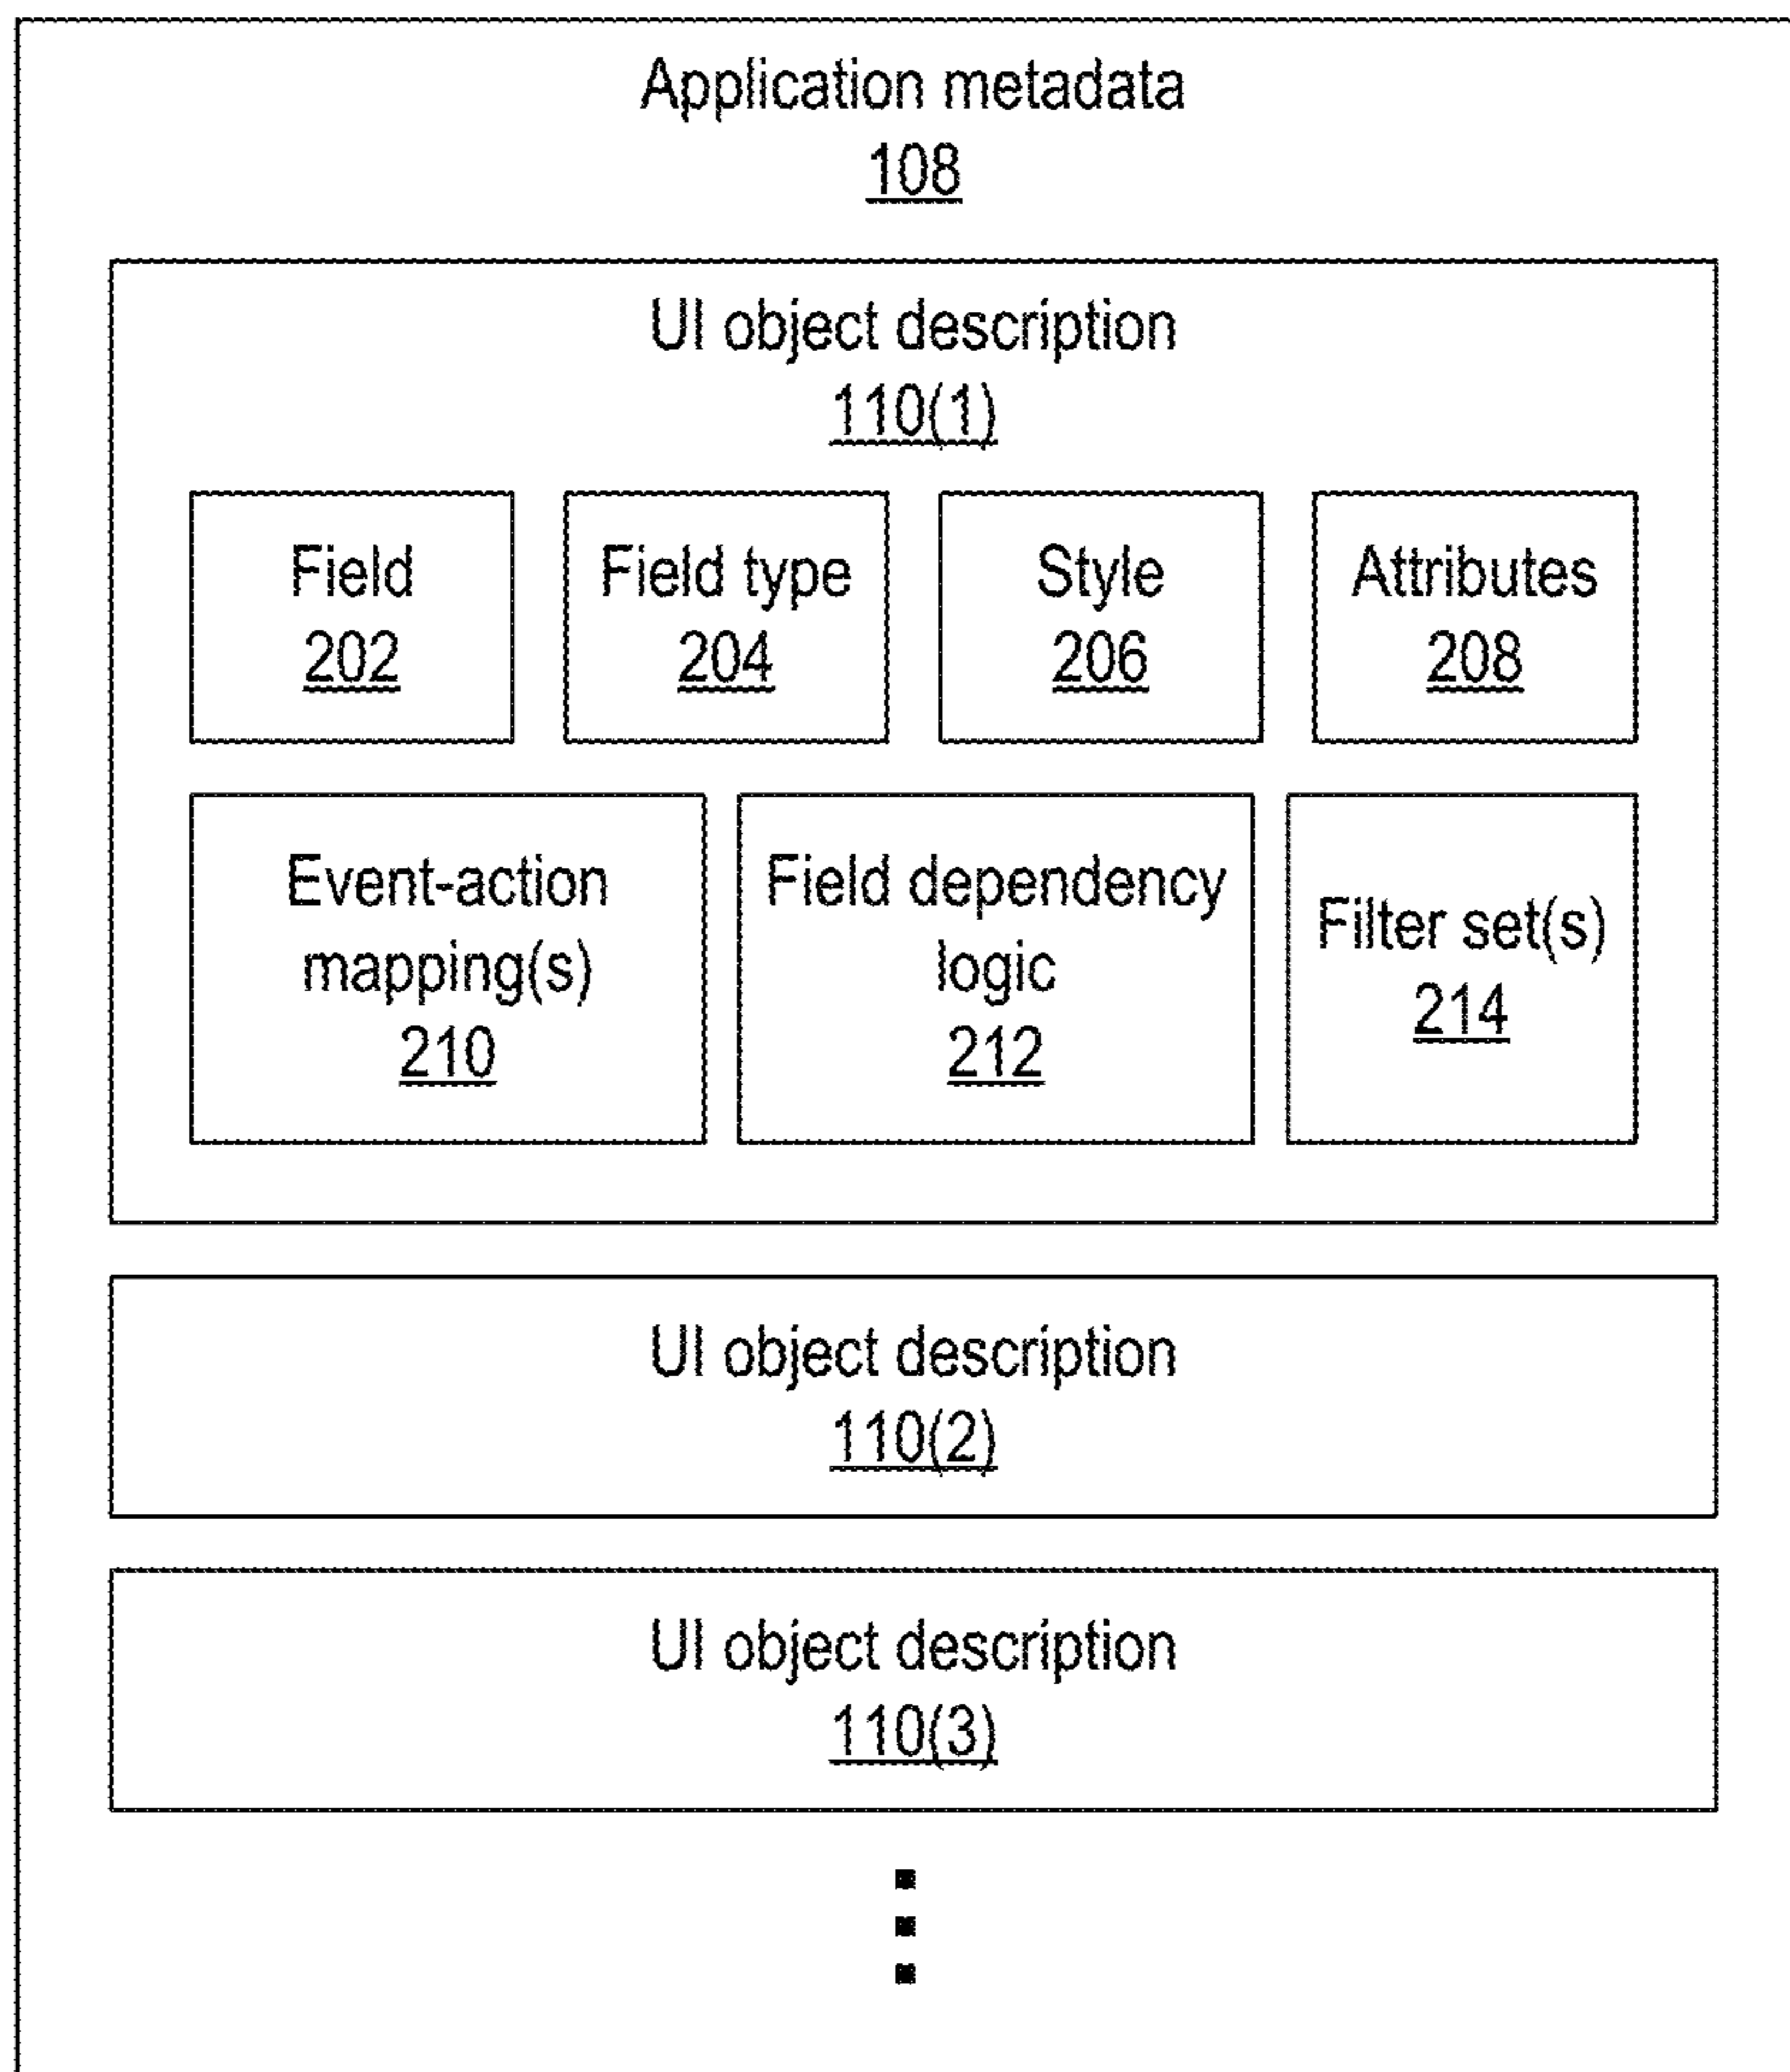 Application metadata
108
UI object description
110(1)
Field
202
Field type
204
Style
206
Attributes
208
Event-action
mapping(s)
210
Field dependency
logic
212
Filter set(s)
214
UI object description
110(2)
UI object description
110(3)